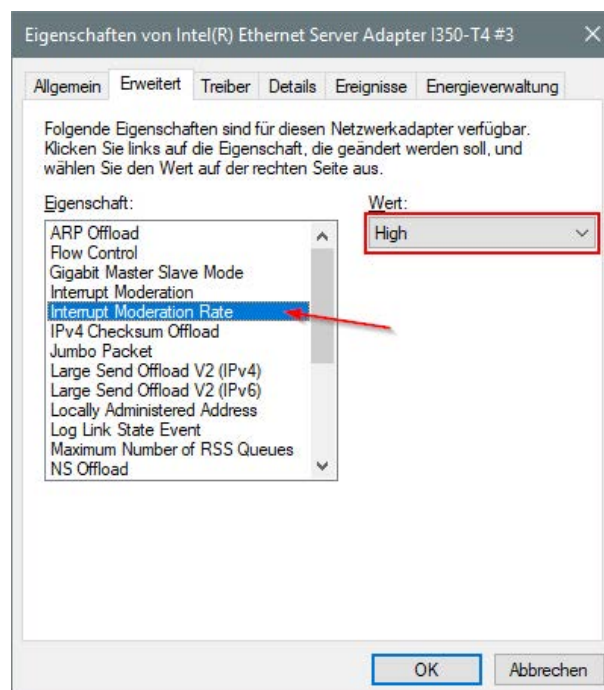 Eigenschaften von Intel(R) Ethernet Server Adapter I350-T4 #3
Allgemein Erweitert Treiber Details Ereignisse Energieverwaltung
Folgende Eigenschaften sind für diesen Netzwerkadapter verfügbar.
Klicken Sie links auf die Eigenschaft, die geändert werden soll, und
wählen Sie den Wert auf der rechten Seite aus.
Eigenschaft:
ARP Offload
Flow Control
Gigabit Master Slave Mode
Interrupt Moderation
Interrupt Moderation Rate
IPv4 Checksum Offload
Jumbo Packet
Large Send Offload V2 (IPv4)
Large Send Offload V2 (IPv6)
Locally Administered Address
Log Link State Event
Maximum Number of RSS Queues
NS Offload
Wert:
High
OK Abbrechen